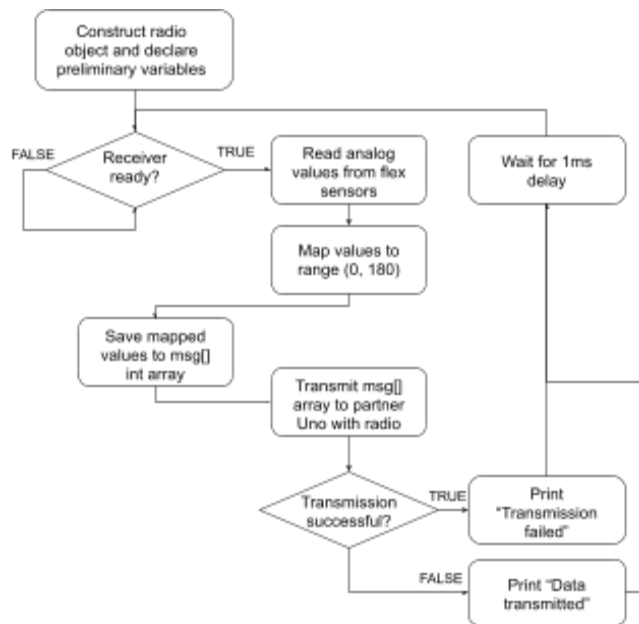 Construct radio
object and declare
preliminary variables
FALSE
Receiver
ready?
TRUE
Read analog
values from flex
sensors
Wait for 1ms
delay
Map values to
range (0, 180)
Save mapped
values to msg[]
int array
Transmit msg[]
array to partner
Uno with radio
Transmission
successful?
TRUE
Print
“Transmission
failed”
FALSE
Print “Data
transmitted”